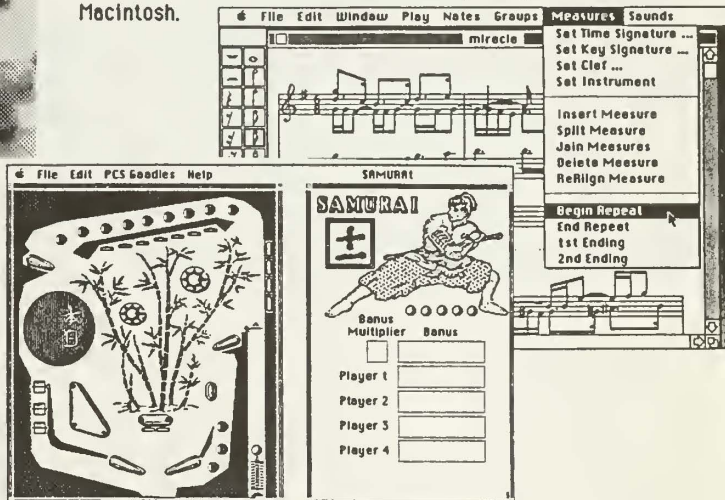 Macintosh.
File Edit Window Play Notes Groups Measures Sounds
miracle
Set Time Signature ...
Set Key Signature ...
Set Clef ...
Set Instrument
Insert Measure
Split Measure
Join Measures
Delete Measure
ReAlign Measure
Begin Repeat
End Repeat
1st Ending
2nd Ending
File Edit PCS Goodies Help
SAMURAI
SAMURAI
士
Bonus
Multiplier Bonus
Player 1
Player 2
Player 3
Player 4